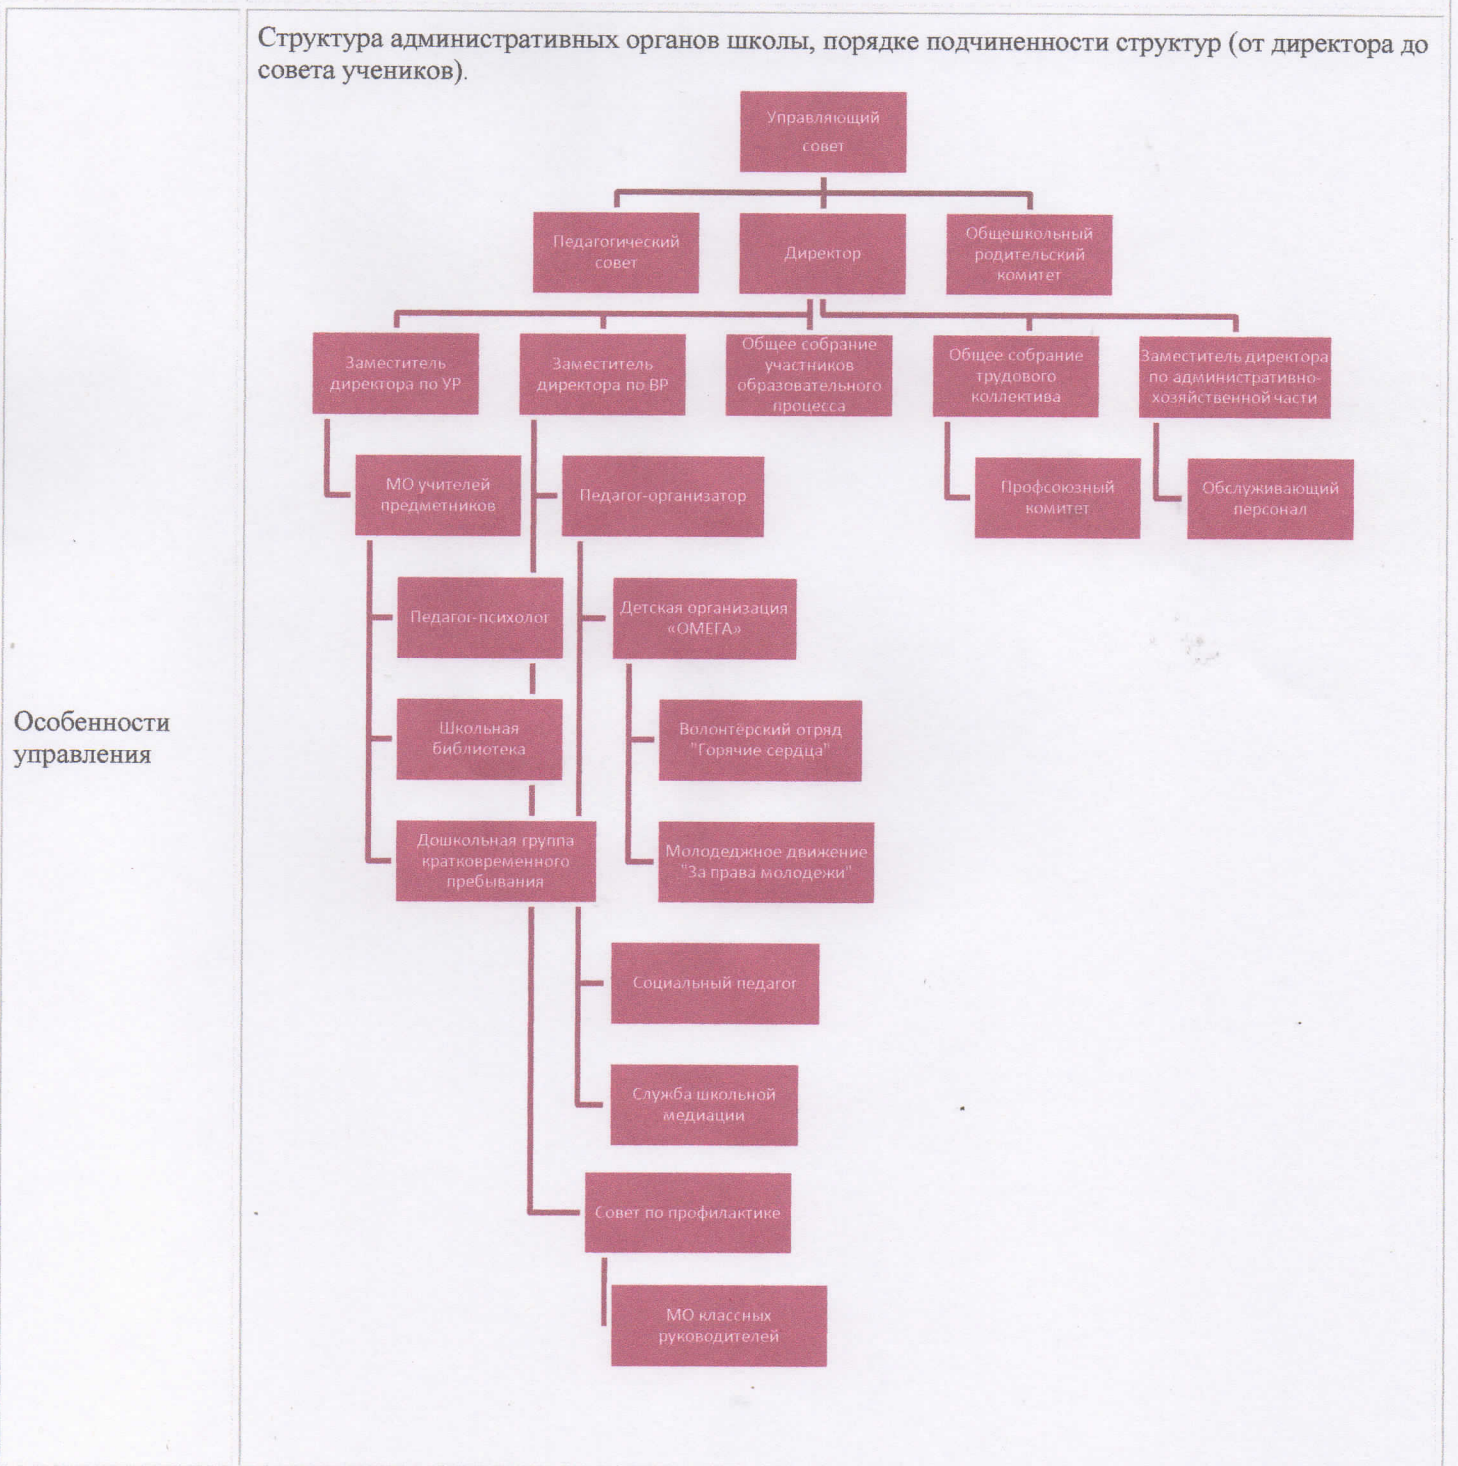 Структура административных органов школы, порядке подчиненности структур (от директора до
совета учеников).
Управляющий
совет
Педагогический
совет
Директор
Общешкольный
родительский
комитет
Заместитель
директора по УР
Заместитель
директора по ВР
Общее собрание
участников
образовательного
процесса
Общее собрание
трудового
коллектива
Заместитель директора
по административно-
хозяйственной части
МО учителей
предметников
Педагог-организатор
Профсоюзный
комитет
Обслуживающий
персонал
Педагог-психолог
Детская организация
«ОМЕГА»
Школьная
библиотека
Волонтёрский отряд
"Горячие сердца"
Особенности
управления
Дошкольная группа
кратковременного
пребывания
Молодеджное движение
"За права молодежи"
Социальный педагог
Служба школьной
медиации
Совет по профилактике
МО классных
руководителей